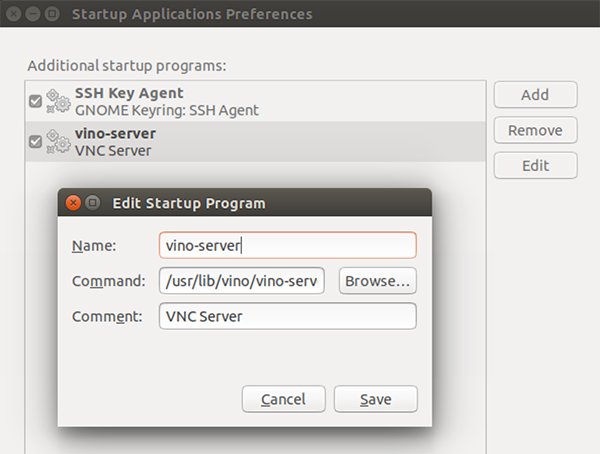 Startup Applications Preferences
Additional startup programs:
SSH Key Agent
GNOME Keyring: SSH Agent
vino-server
VNC Server
Add
Remove
Edit
Edit Startup Program
Name: vino-server
Command: /usr/lib/vino/vino-serv Browse...
Comment: VNC Server
Cancel Save